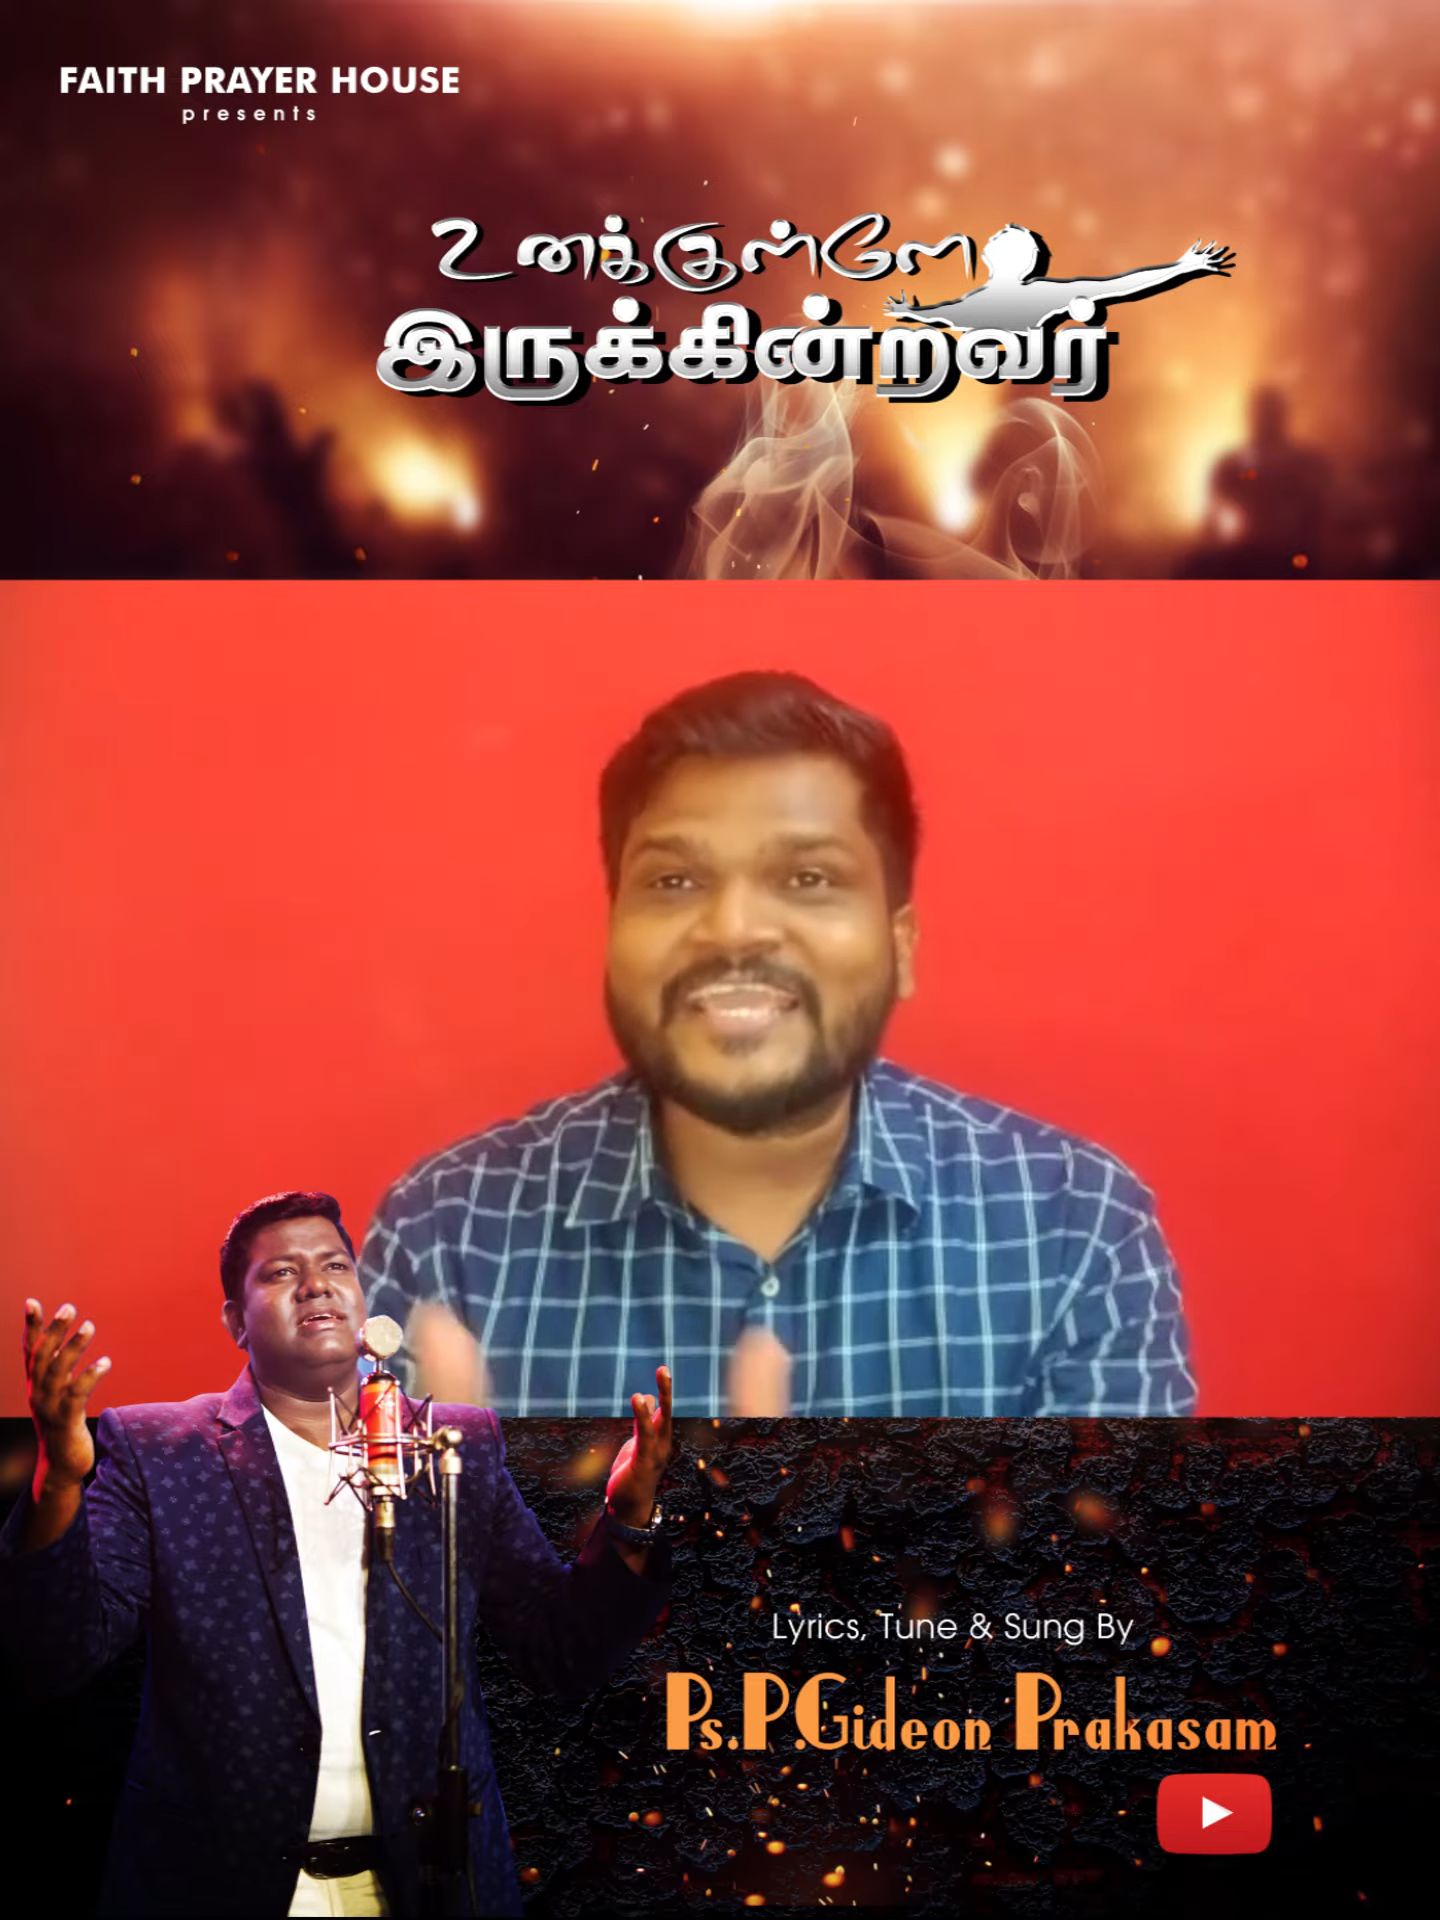 FAITH PRAYER HOUSE
presents
உனக்குள்ளே
இருக்கின்றவர்
Lyrics, Tune & Sung By
Ps.P.Gideon Prakasam